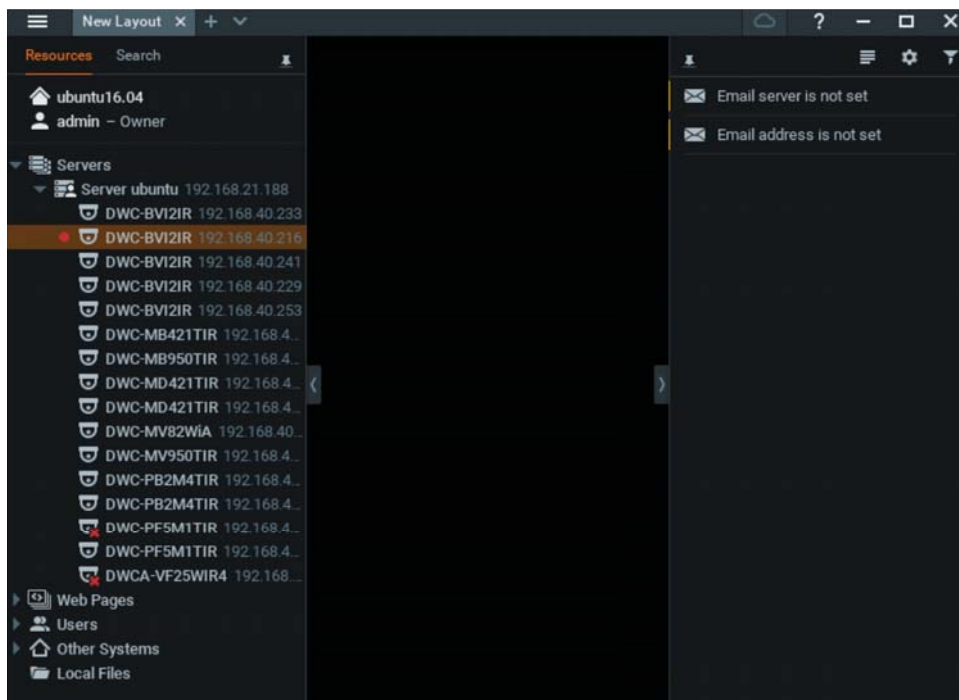 New Layout
?
Resources Search
ubuntu16.04
admin – Owner
Servers
Server ubuntu 192.168.21.188
DWC-BVI2IR 192.168.40.233
DWC-BVI2IR 192.168.40.216
DWC-BVI2IR 192.168.40.241
DWC-BVI2IR 192.168.40.229
DWC-BVI2IR 192.168.40.253
DWC-MB421TIR 192.168.4...
DWC-MB950TIR 192.168.4...
DWC-MD421TIR 192.168.4...
DWC-MD421TIR 192.168.4...
DWC-MV82WiA 192.168.40...
DWC-MV950TIR 192.168.4...
DWC-PB2M4TIR 192.168.4...
DWC-PB2M4TIR 192.168.4...
DWC-PF5M1TIR 192.168.4...
DWC-PF5M1TIR 192.168.4...
DWCA-VF25WIR4 192.168....
Web Pages
Users
Other Systems
Local Files
Email server is not set
Email address is not set